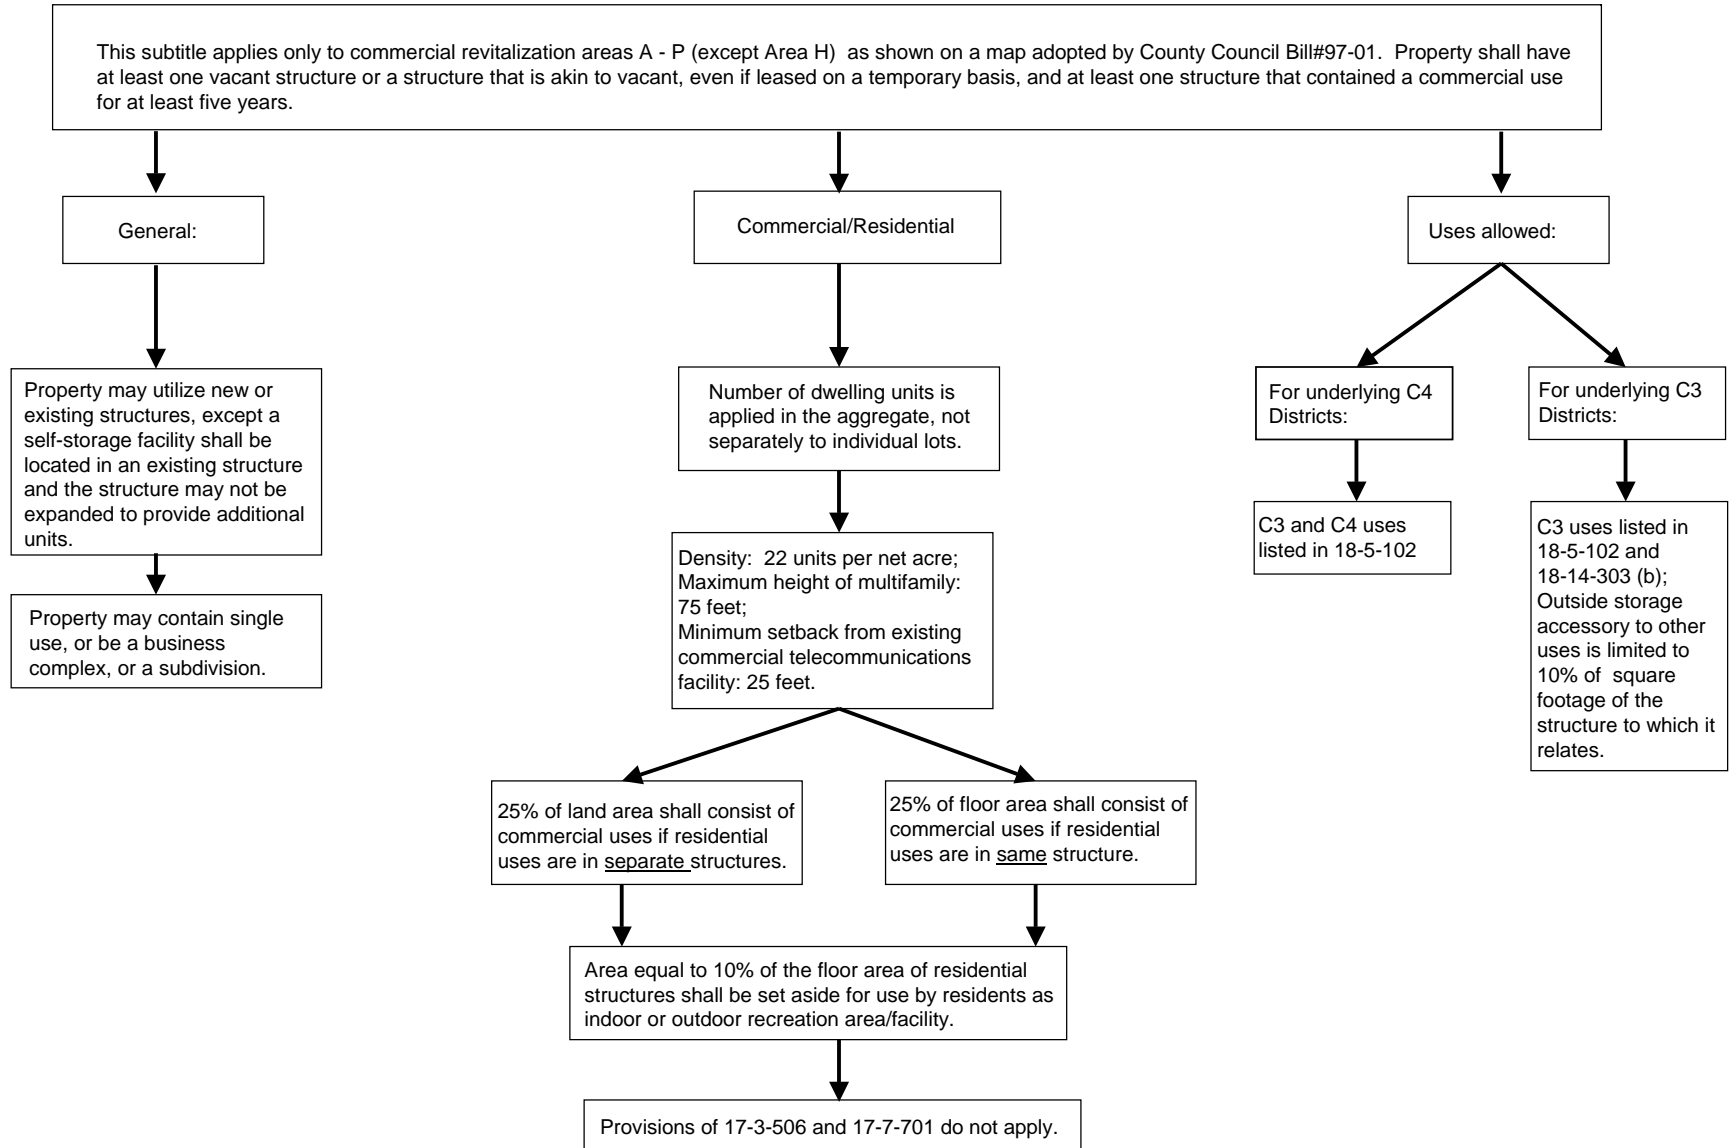 This subtitle applies only to commercial revitalization areas A - P (except Area H) as shown on a map adopted by County Council Bill#97-01. Property shall have
at least one vacant structure or a structure that is akin to vacant, even if leased on a temporary basis, and at least one structure that contained a commercial use
for at least five years.
General:
Property may utilize new or
existing structures, except a
self-storage facility shall be
located in an existing structure
and the structure may not be
expanded to provide additional
units.
Property may contain single
use, or be a business
complex, or a subdivision.
Commercial/Residential
Number of dwelling units is
applied in the aggregate, not
separately to individual lots.
Density: 22 units per net acre;
Maximum height of multifamily:
75 feet;
Minimum setback from existing
commercial telecommunications
facility: 25 feet.
25% of land area shall consist of
commercial uses if residential
uses are in separate structures.
25% of floor area shall consist of
commercial uses if residential
uses are in same structure.
Area equal to 10% of the floor area of residential
structures shall be set aside for use by residents as
indoor or outdoor recreation area/facility.
Provisions of 17-3-506 and 17-7-701 do not apply.
Uses allowed:
For underlying C4
Districts:
C3 and C4 uses
listed in 18-5-102
For underlying C3
Districts:
C3 uses listed in
18-5-102 and
18-14-303 (b);
Outside storage
accessory to other
uses is limited to
10% of square
footage of the
structure to which it
relates.